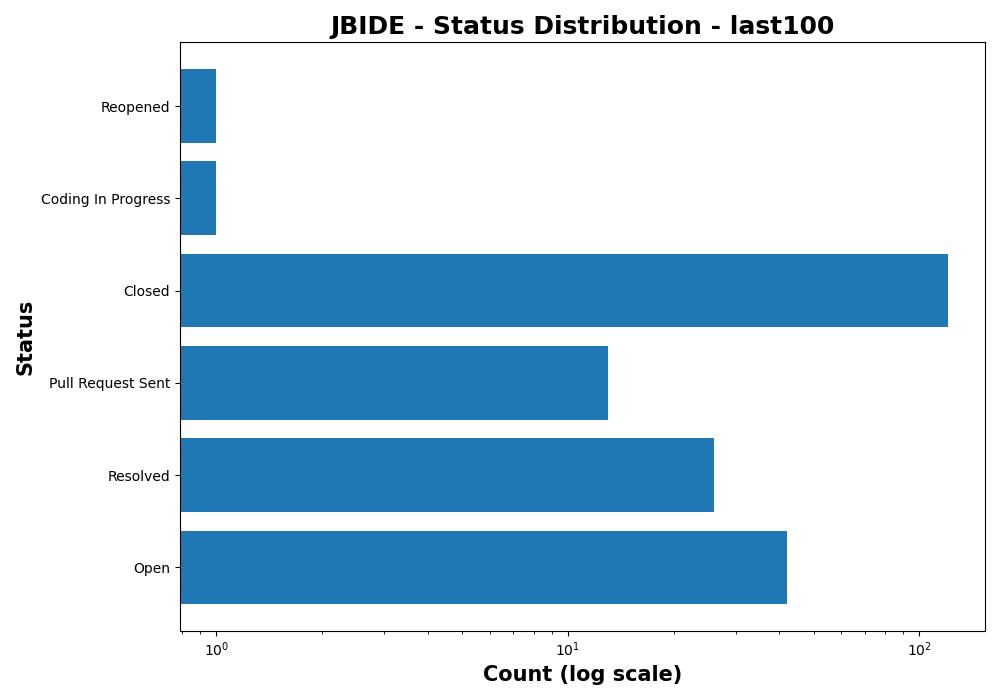 JBIDE - Status Distribution - last100
Reopened
Coding In Progress
Closed
Pull Request Sent
Resolved
Open
Status
10⁰ 10¹ 10²
Count (log scale)